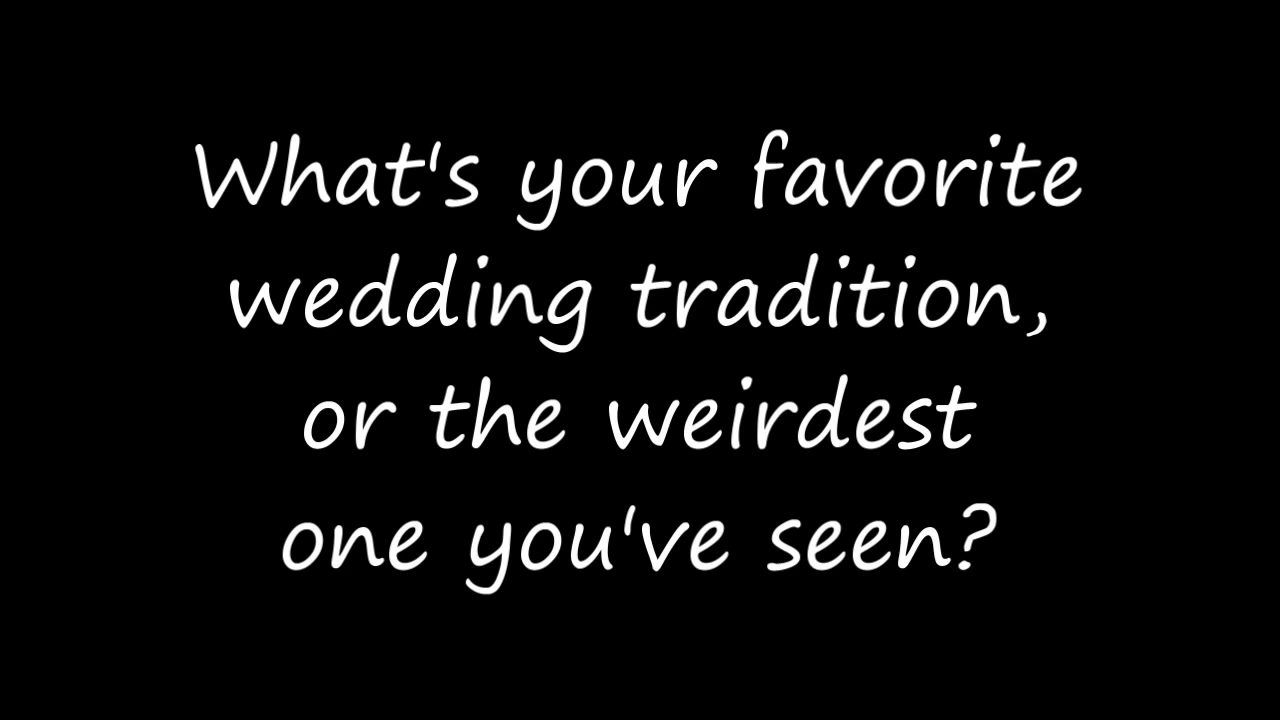 What's your favorite
wedding tradition,
or the weirdest
one you've seen?